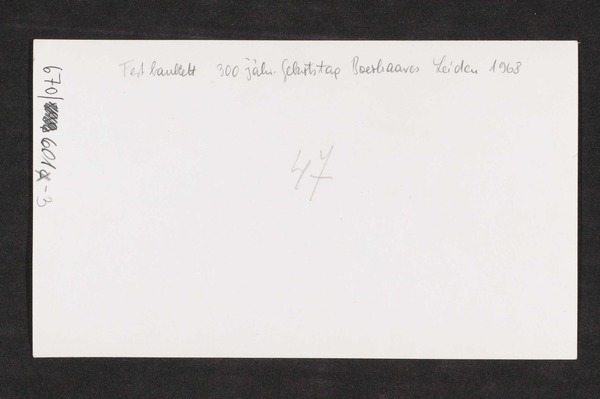 Festbankett 300 jähr. Geburtstag Boerhaaves Leiden 1968
47
670/ 601 -3